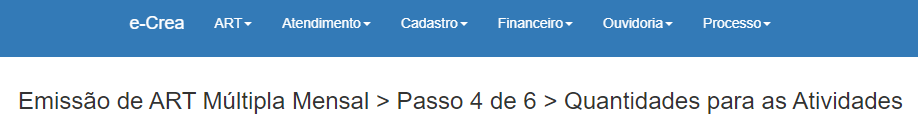 e-Crea ART Atendimento Cadastro Financeiro Ouvidoria Processo
Emissão de ART Múltipla Mensal > Passo 4 de 6 > Quantidades para as Atividades